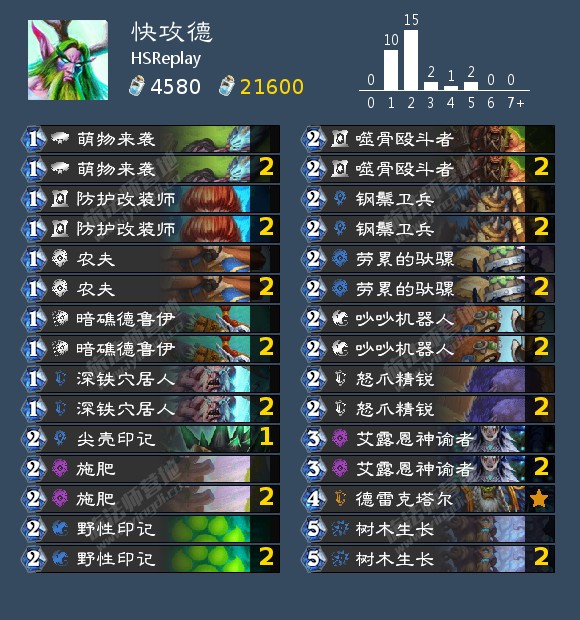 快攻德
HSReplay
4580 21600
0 10 15 2 1 2 0 0
0 1 2 3 4 5 6 7+
1 萌物来袭
1 萌物来袭 2
1 防护改装师
1 防护改装师 2
1 农夫
1 农夫 2
1 暗礁德鲁伊
1 暗礁德鲁伊 2
1 深铁穴居人
1 深铁穴居人 2
2 尖壳印记 1
2 施肥
2 施肥 2
2 野性印记
2 野性印记 2
2 噬骨殴斗者
2 噬骨殴斗者 2
2 钢鬃卫兵
2 钢鬃卫兵 2
2 劳累的驮骡
2 劳累的驮骡 2
2 吵吵机器人
2 吵吵机器人 2
2 怒爪精锐
2 怒爪精锐 2
3 艾露恩神谕者
3 艾露恩神谕者 2
4 德雷克塔尔
5 树木生长
5 树木生长 2